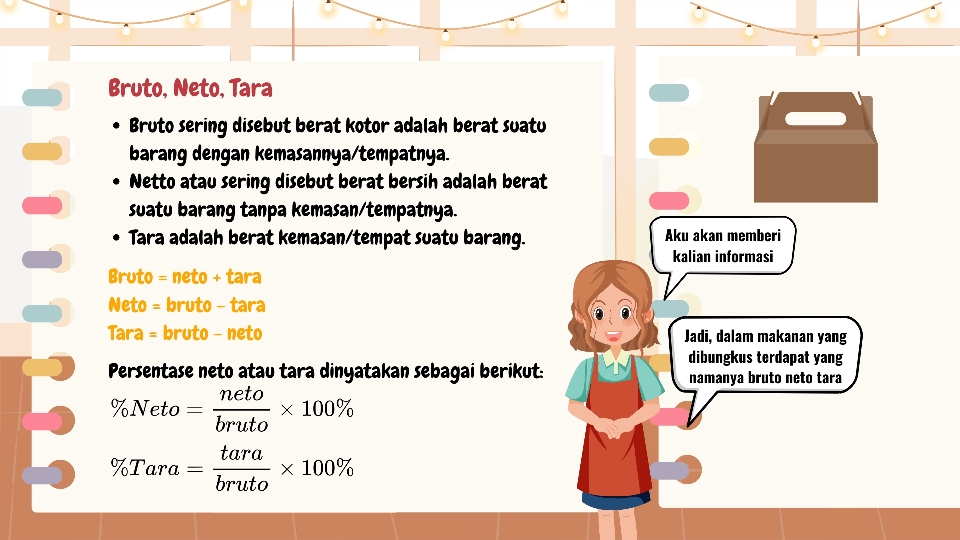 Bruto, Neto, Tara
• Bruto sering disebut berat kotor adalah berat suatu
barang dengan kemasannya/tempatnya.
• Netto atau sering disebut berat bersih adalah berat
suatu barang tanpa kemasan/tempatnya.
• Tara adalah berat kemasan/tempat suatu barang.
Bruto = neto + tara
Neto = bruto – tara
Tara = bruto – neto
Persentase neto atau tara dinyatakan sebagai berikut:
%Neto = neto/bruto × 100%
%Tara = tara/bruto × 100%
Aku akan memberi
kalian informasi
Jadi, dalam makanan yang
dibungkus terdapat yang
namanya bruto neto tara